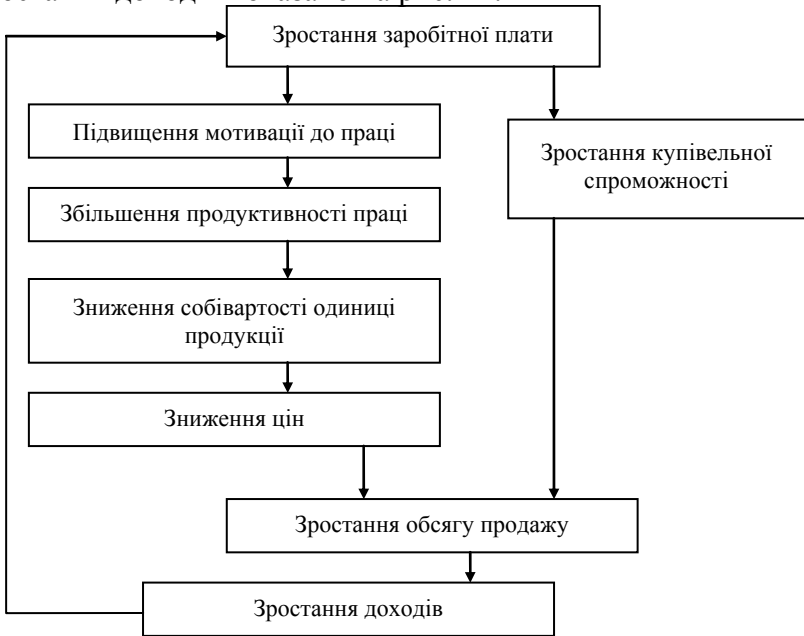 Зростання заробітної плати
Підвищення мотивації до праці
Зростання купівельної
спроможності
Збільшення продуктивності праці
Зниження собівартості одиниці
продукції
Зниження цін
Зростання обсягу продажу
Зростання доходів